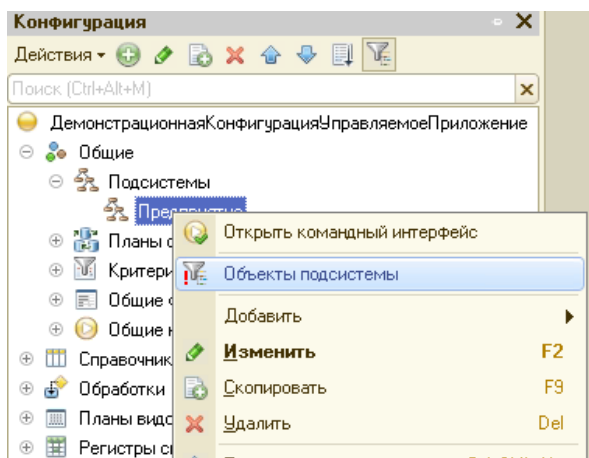 Конфигурация
Действия
Поиск (Ctrl+Alt+M)
ДемонстрационнаяКонфигурацияУправляемоеПриложение
Общие
Подсистемы
Открыть командный интерфейс
Планы
Критери
Объекты подсистемы
Общие
Добавить
Общие
Справочник
Изменить F2
Обработки
Скопировать F9
Планы видо
Удалить Del
Регистры